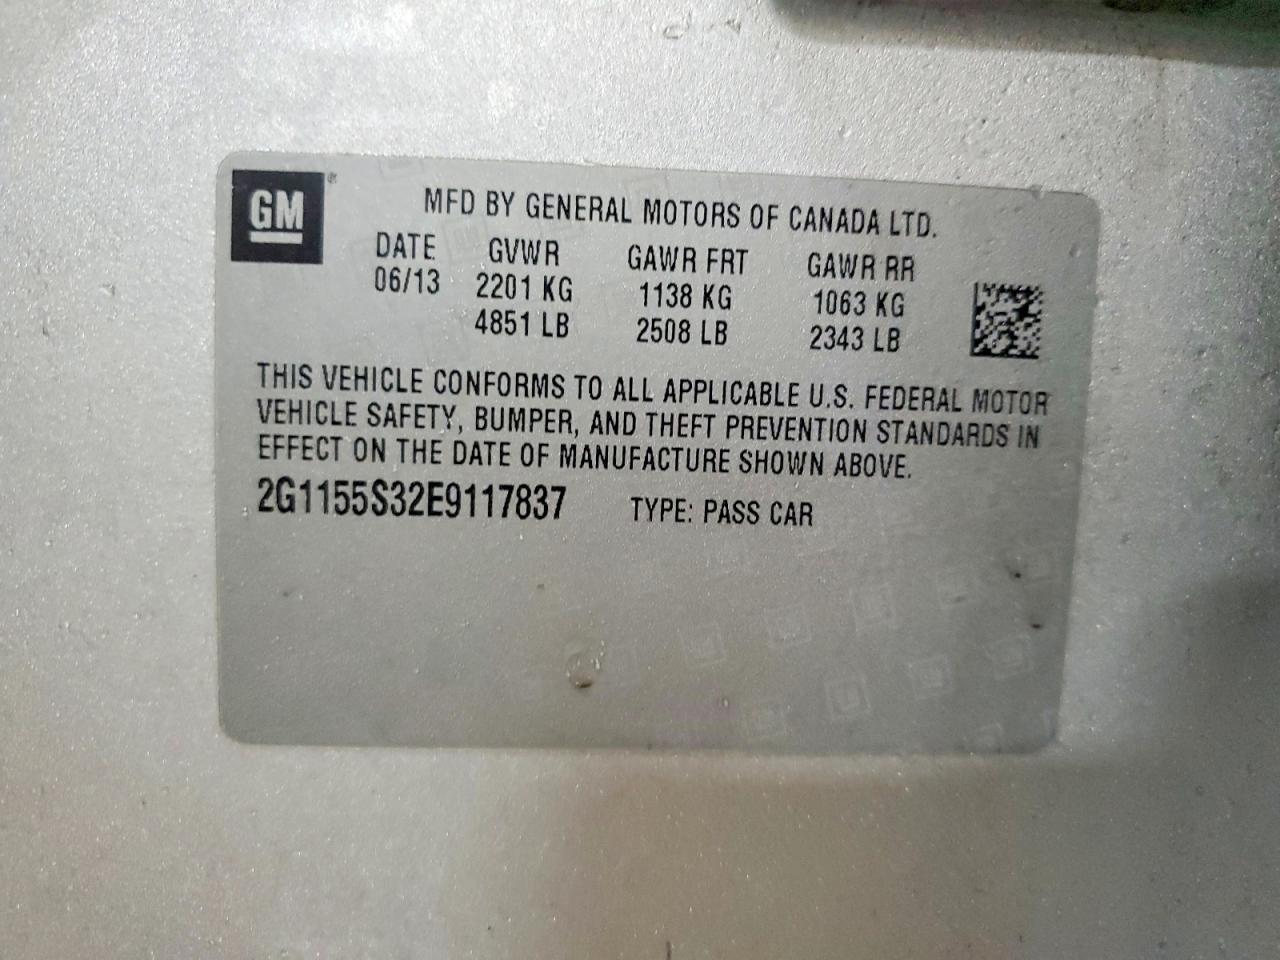 GM
MFD BY GENERAL MOTORS OF CANADA LTD.
DATE GVWR GAWR FRT GAWR RR
06/13 2201 KG 1138 KG 1063 KG
4851 LB 2508 LB 2343 LB
THIS VEHICLE CONFORMS TO ALL APPLICABLE U.S. FEDERAL MOTOR
VEHICLE SAFETY, BUMPER, AND THEFT PREVENTION STANDARDS IN
EFFECT ON THE DATE OF MANUFACTURE SHOWN ABOVE.
2G1155S32E9117837 TYPE: PASS CAR